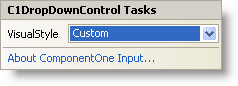 C1DropDownControl Tasks
VisualStyle Custom
About ComponentOne Input...